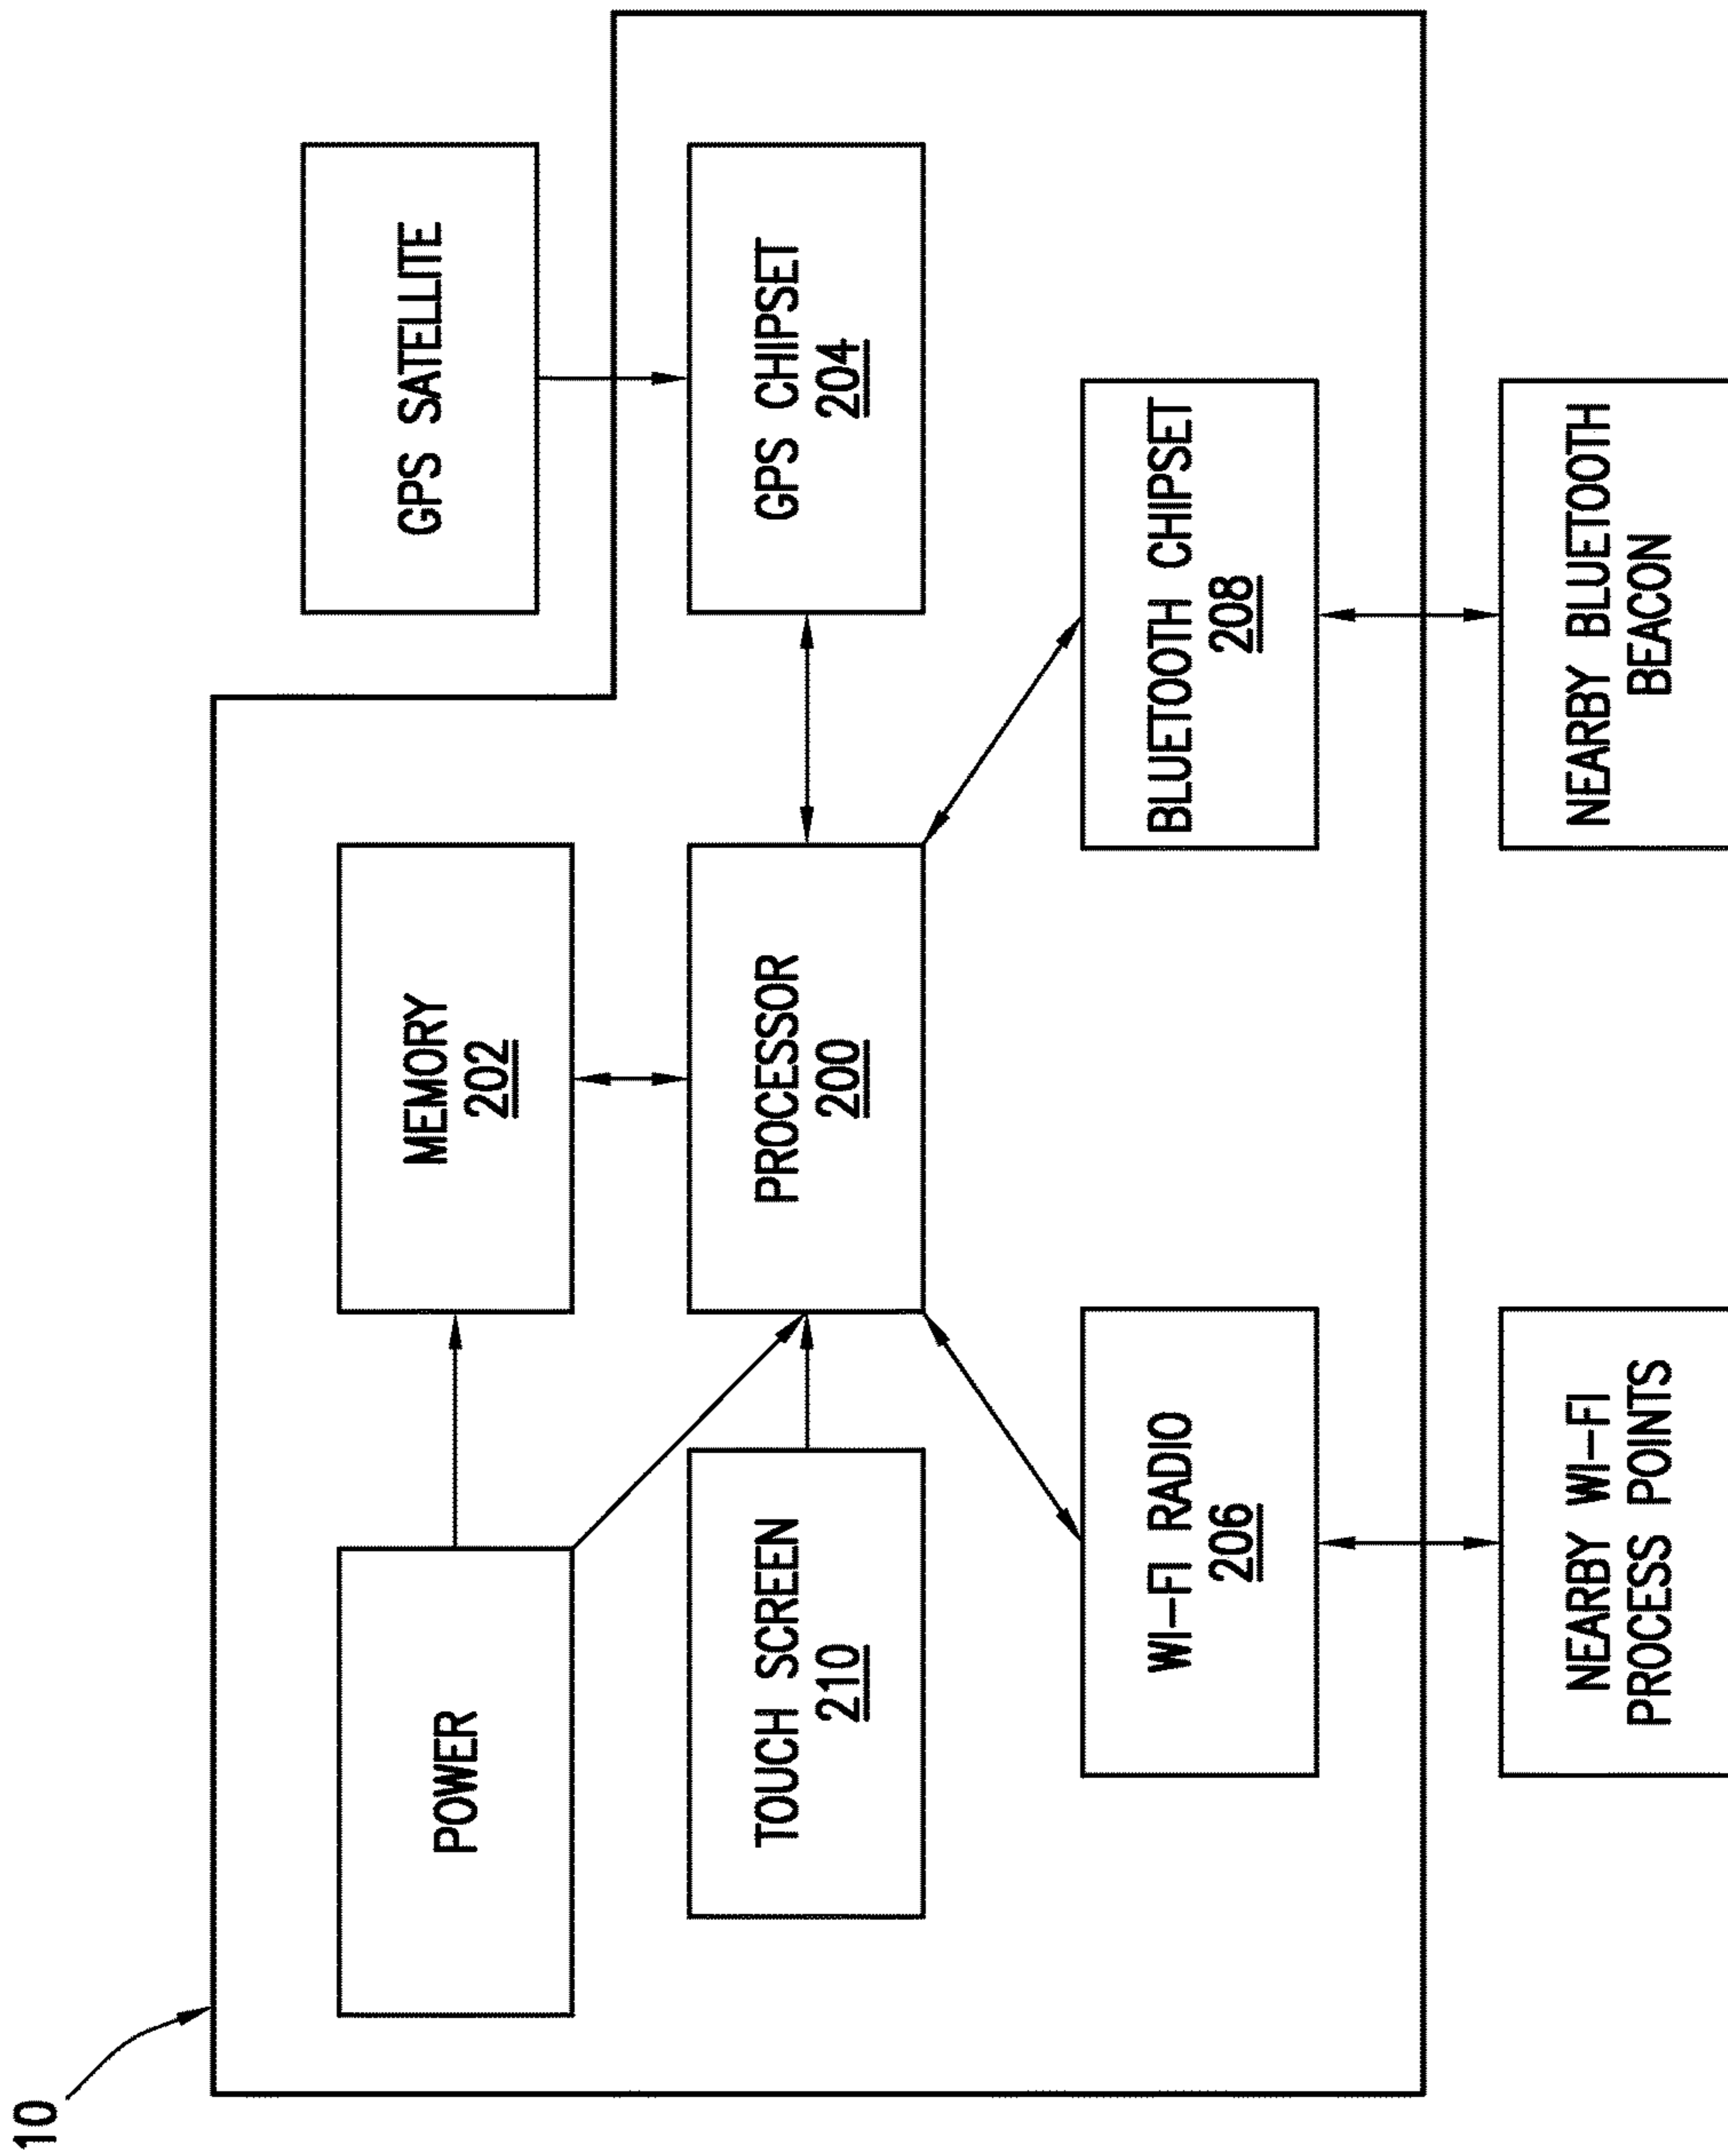 10
POWER
MEMORY
202
GPS SATELLITE
TOUCH SCREEN
210
PROCESSOR
200
GPS CHIPSET
204
WI-FI RADIO
206
BLUETOOTH CHIPSET
208
NEARBY WI-FI
PROCESS POINTS
NEARBY BLUETOOTH
BEACON